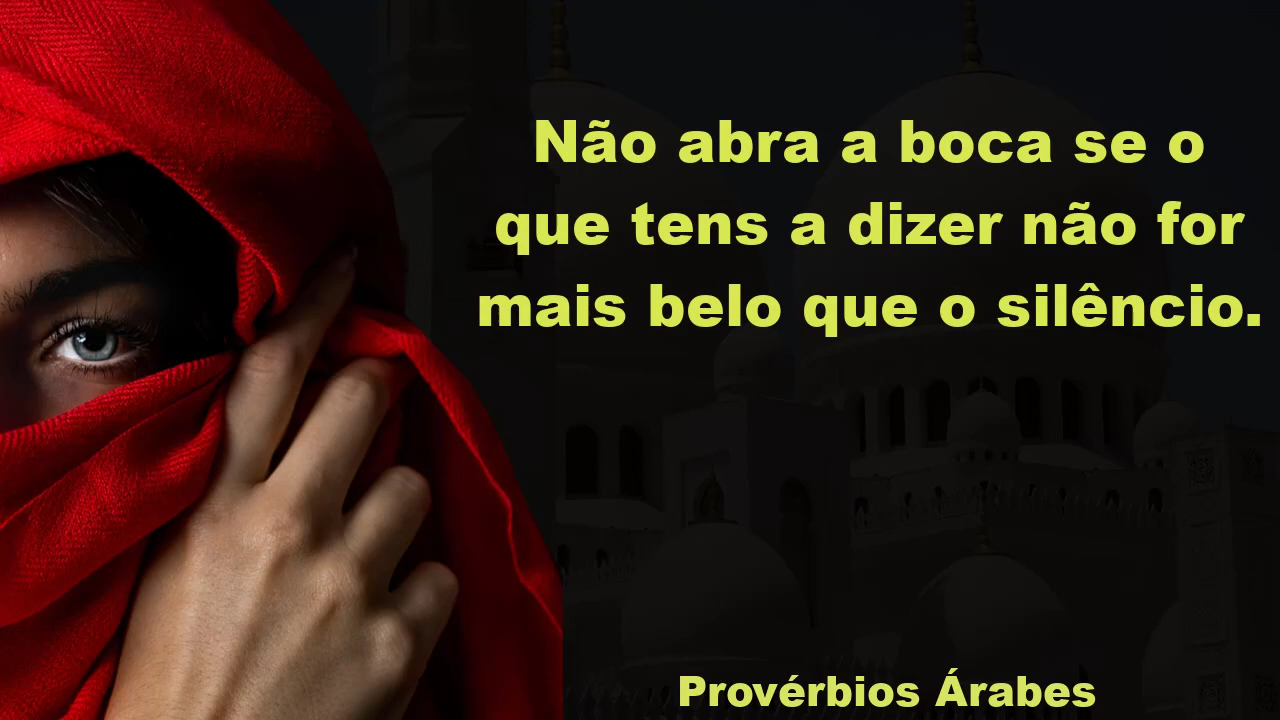 Não abra a boca se o
que tens a dizer não for
mais belo que o silêncio.
Provérbios Árabes